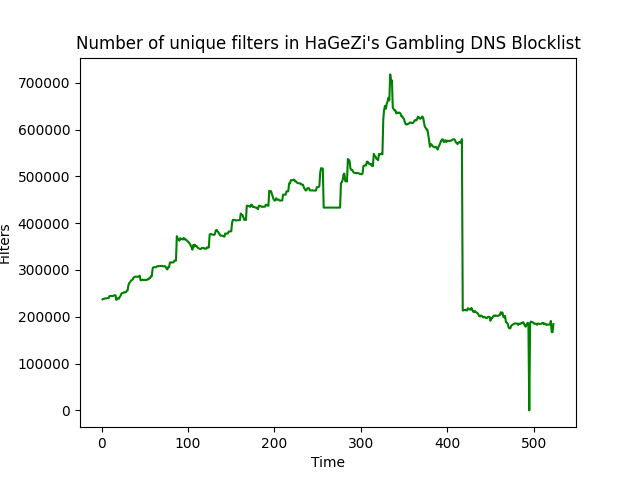 Number of unique filters in HaGeZi's Gambling DNS Blocklist
700000
600000
500000
400000
300000
200000
100000
0
Filters
0 100 200 300 400 500
Time